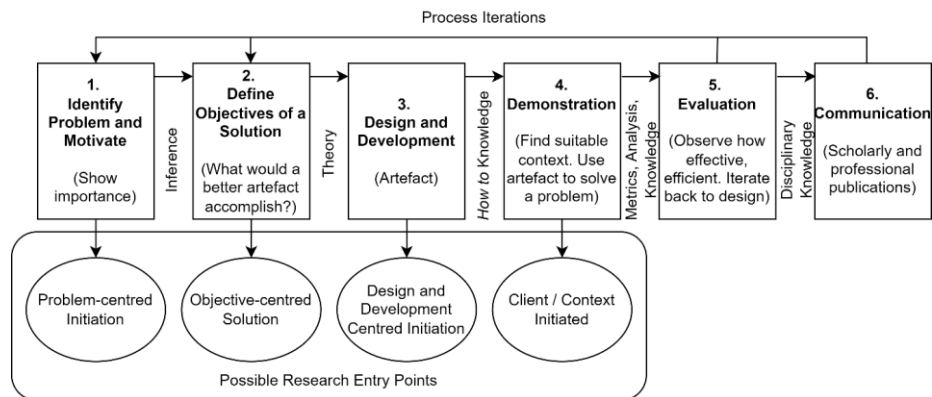 Process Iterations
1.
Identify
Problem and
Motivate
(Show
importance)
Inference
2.
Define
Objectives of a
Solution
(What would a
better artefact
accomplish?)
Theory
3.
Design and
Development
(Artefact)
How to Knowledge
4.
Demonstration
(Find suitable
context. Use
artefact to solve
a problem)
Metrics, Analysis,
Knowledge
5.
Evaluation
(Observe how
effective,
efficient. Iterate
back to design)
Disciplinary
Knowledge
6.
Communication
(Scholarly and
professional
publications)
Problem-centred
Initiation
Objective-centred
Solution
Design and
Development
Centred Initiation
Client / Context
Initiated
Possible Research Entry Points